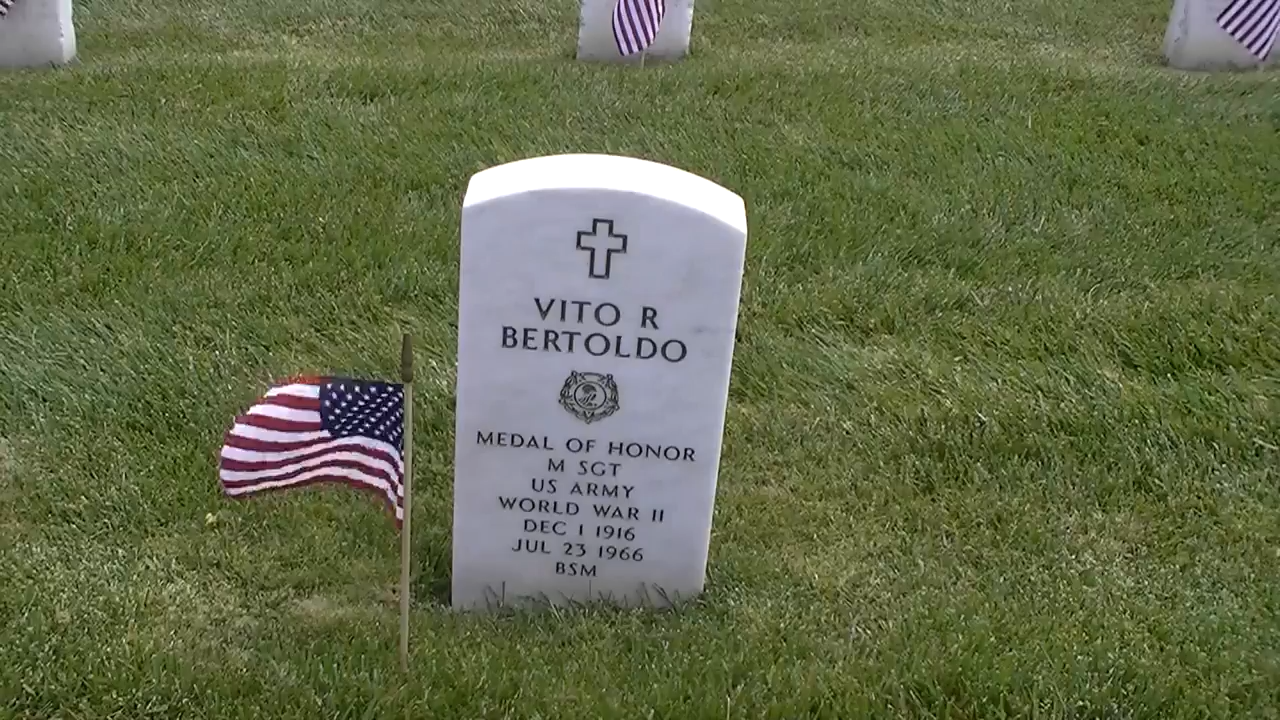 VITO R
BERTOLDO
MEDAL OF HONOR
M SGT
US ARMY
WORLD WAR II
DEC 1 1916
JUL 23 1966
BSM